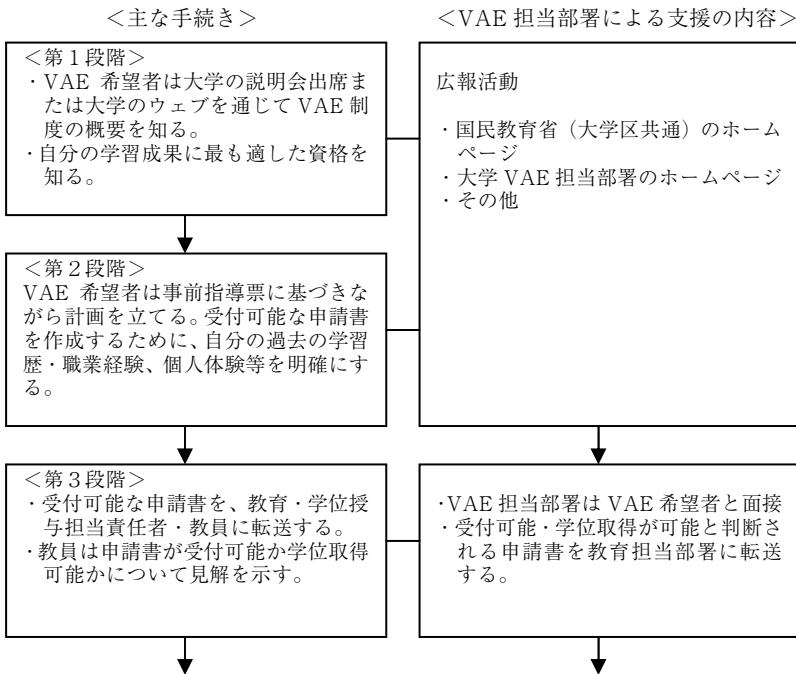 ＜主な手続き＞
＜VAE 担当部署による支援の内容＞
＜第１段階＞
・VAE 希望者は大学の説明会出席ま
たは大学のウェブを通じて VAE 制
度の概要を知る。
・自分の学習成果に最も適した資格を
知る。
広報活動
・国民教育省（大学区共通）のホーム
ページ
・大学 VAE 担当部署のホームページ
・その他
＜第２段階＞
VAE 希望者は事前指導票に基づきな
がら計画を立てる。受付可能な申請書
を作成するために、自分の過去の学習
歴・職業経験、個人体験等を明確にす
る。
＜第３段階＞
・受付可能な申請書を、教育・学位授
与担当責任者・教員に転送する。
・教員は申請書が受付可能か学位取得
可能かについて見解を示す。
・VAE 担当部署は VAE 希望者と面接
・受付可能・学位取得が可能と判断さ
れる申請書を教育担当部署に転送
する。